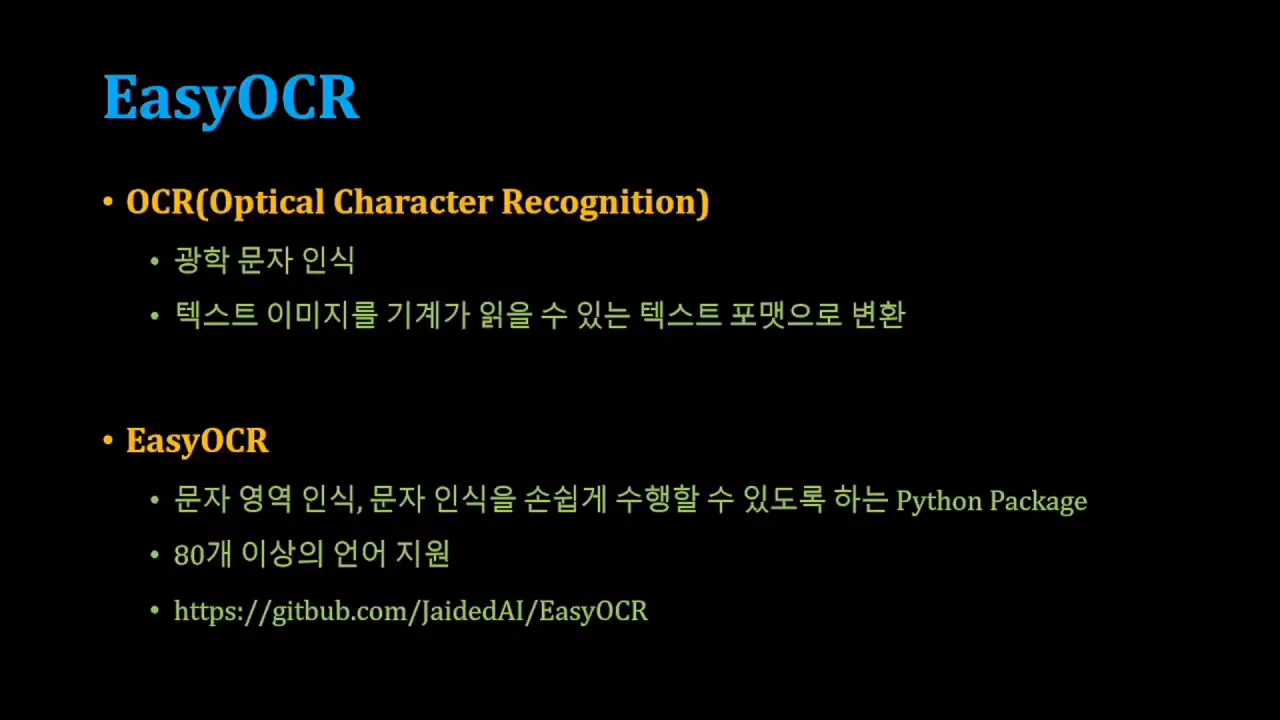 EasyOCR
• OCR(Optical Character Recognition)
• 광학 문자 인식
• 텍스트 이미지를 기계가 읽을 수 있는 텍스트 포맷으로 변환
• EasyOCR
• 문자 영역 인식, 문자 인식을 손쉽게 수행할 수 있도록 하는 Python Package
• 80개 이상의 언어 지원
• https://gitbub.com/JaidedAI/EasyOCR